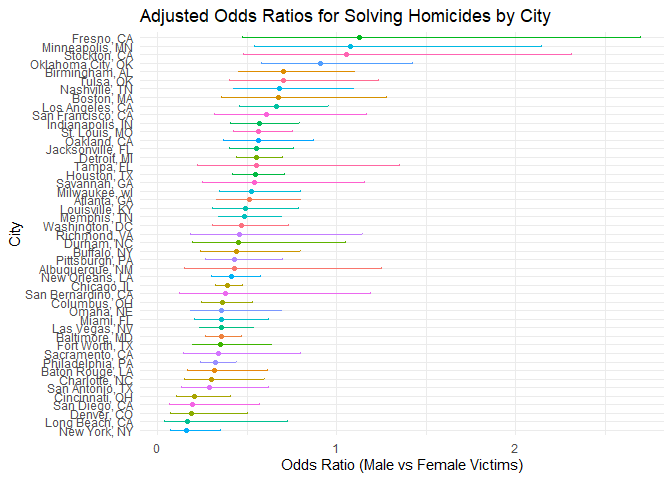 Adjusted Odds Ratios for Solving Homicides by City
City
Fresno, CA
Minneapolis, MN
Stockton, CA
Oklahoma City, OK
Birmingham, AL
Tulsa, OK
Nashville, TN
Boston, MA
Los Angeles, CA
San Francisco, CA
Indianapolis, IN
St. Louis, MO
Oakland, CA
Jacksonville, FL
Detroit, MI
Tampa, FL
Houston, TX
Savannah, GA
Milwaukee, wI
Atlanta, GA
Louisville, KY
Memphis, TN
Washington, DC
Richmond, VA
Durham, NC
Buffalo, NY
Pittsburgh, PA
Albuquerque, NM
New Orleans, LA
Chicago, IL
San Bernardino, CA
Columbus, OH
Omaha, NE
Miami, FL
Las Vegas, NV
Baltimore, MD
Fort Worth, TX
Sacramento, CA
Philadelphia, PA
Baton Rouge, LA
Charlotte, NC
San Antonio, TX
Cincinnati, OH
San Diego, CA
Denver, CO
Long Beach, CA
New York, NY
0 1 2
Odds Ratio (Male vs Female Victims)